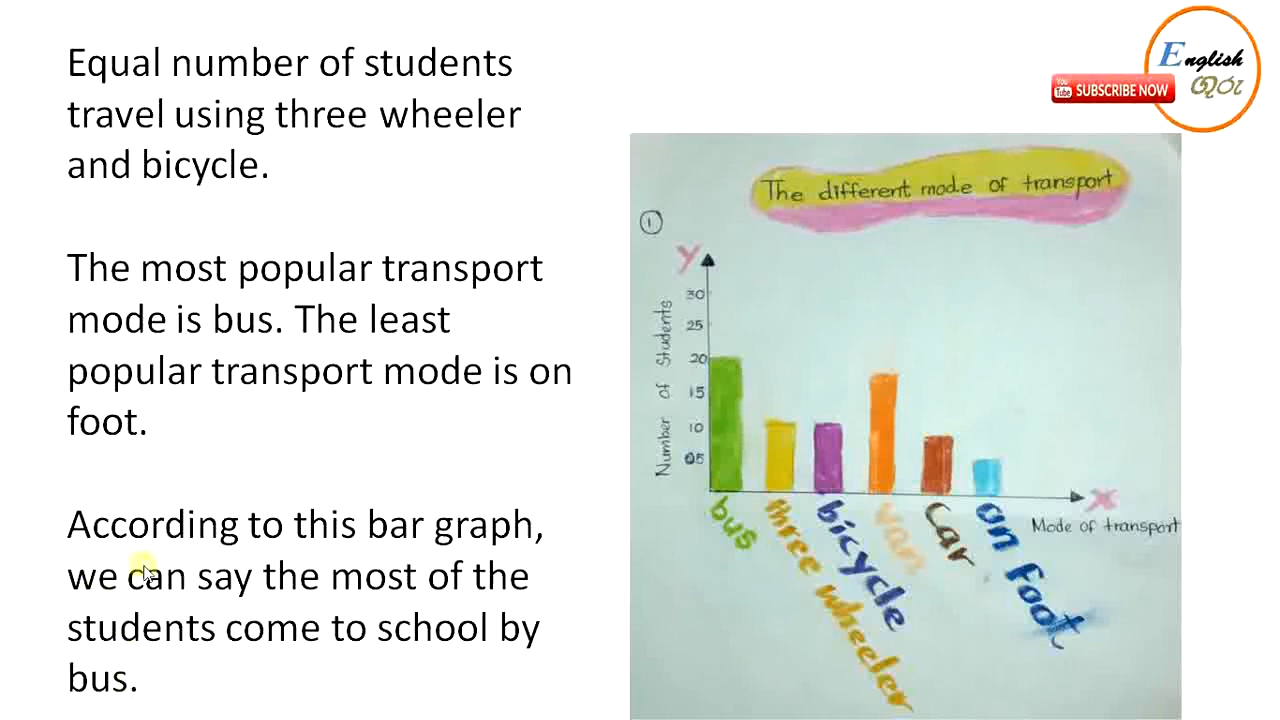 Equal number of students
travel using three wheeler
and bicycle.
The most popular transport
mode is bus. The least
popular transport mode is on
foot.
According to this bar graph,
we can say the most of the
students come to school by
bus.
English
ගුරු
You
Tube SUBSCRIBE NOW
The different mode of transport
1
Y
Number of Students
30
25
20
15
10
05
X
Mode of transport
bus
three wheeler
bicycle
van
car
on foot